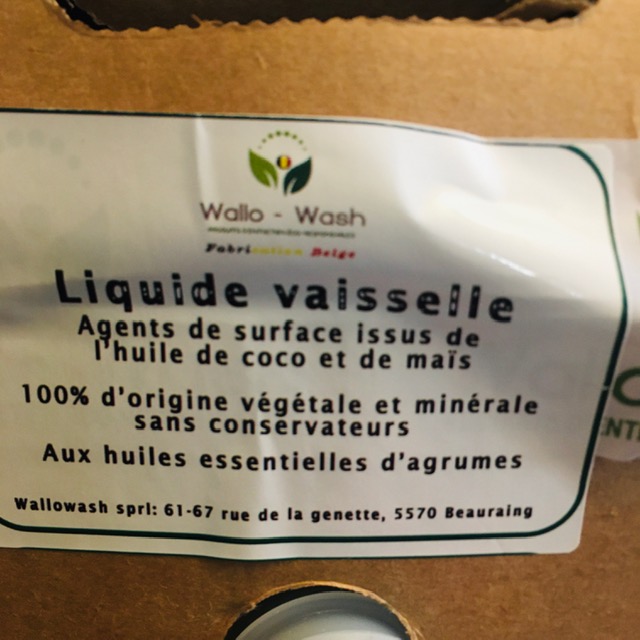 Wallo - Wash
Fabrication Belge
Liquide vaisselle
Agents de surface issus de
l'huile de coco et de maïs
100% d'origine végétale et minérale
sans conservateurs
Aux huiles essentielles d'agrumes
Wallowash sprl: 61-67 rue de la genette, 5570 Beauraing